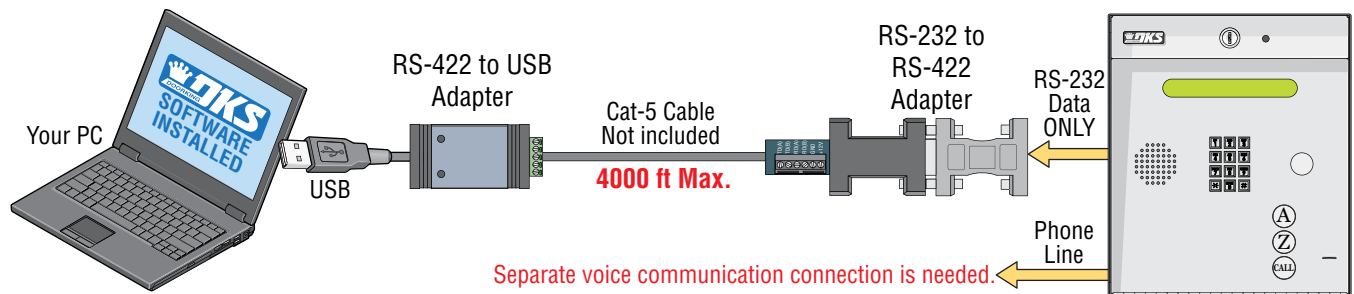 Your PC
DOORKING
DKS
SOFTWARE
INSTALLED
USB
RS-422 to USB
Adapter
Cat-5 Cable
Not included
4000 ft Max.
RS-232 to
RS-422
Adapter
RS-232
Data
ONLY
Phone
Line
Separate voice communication connection is needed.
DKS
A
Z
CALL